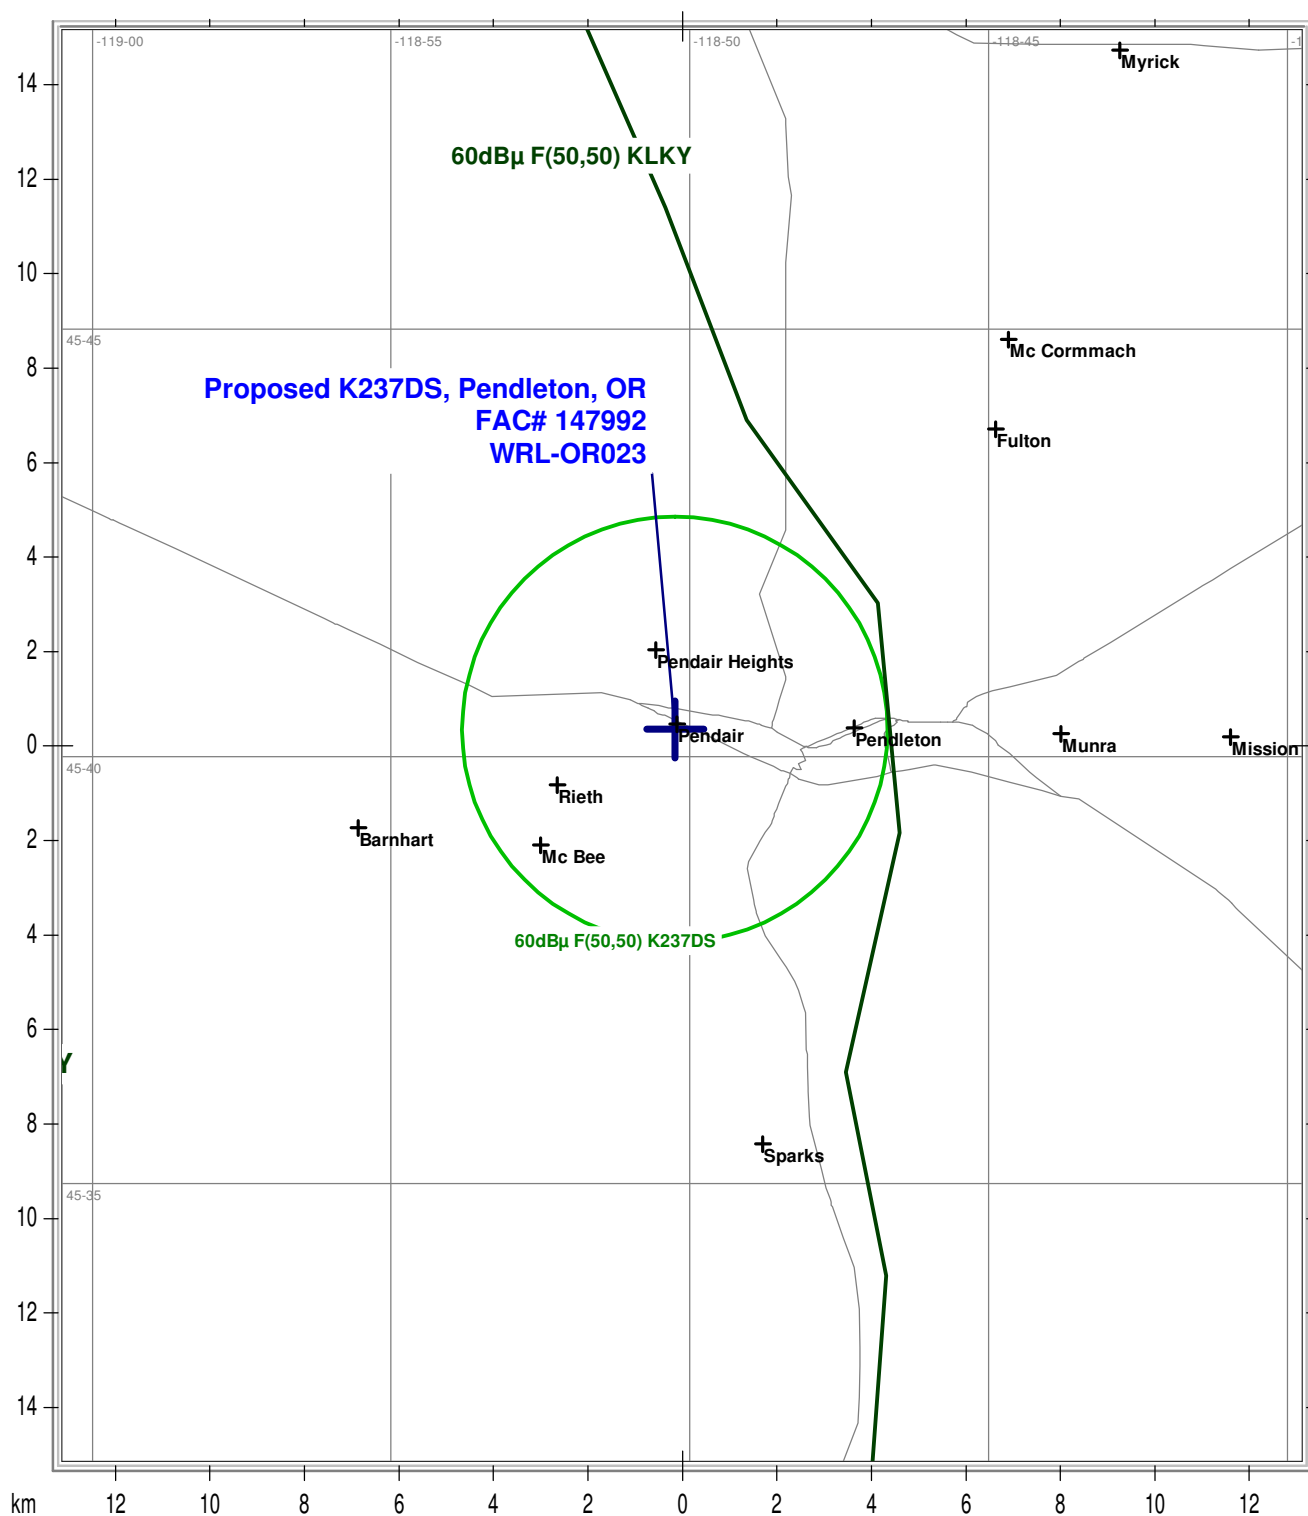 -119-00
-118-55
-118-50
-118-45
-1
14
Myrick
60dBµ F(50,50) KLKY
12
10
45-45
Mc Cormmach
8
Proposed K237DS, Pendleton, OR
FAC# 147992
WRL-OR023
Fulton
6
4
2
Pendair Heights
Pendair
Pendleton
Munra
Mission
0
45-40
Rieth
Barnhart
2
Mc Bee
4
60dBµ F(50,50) K237DS
6
Y
8
Sparks
45-35
10
12
14
km 12 10 8 6 4 2 0 2 4 6 8 10 12